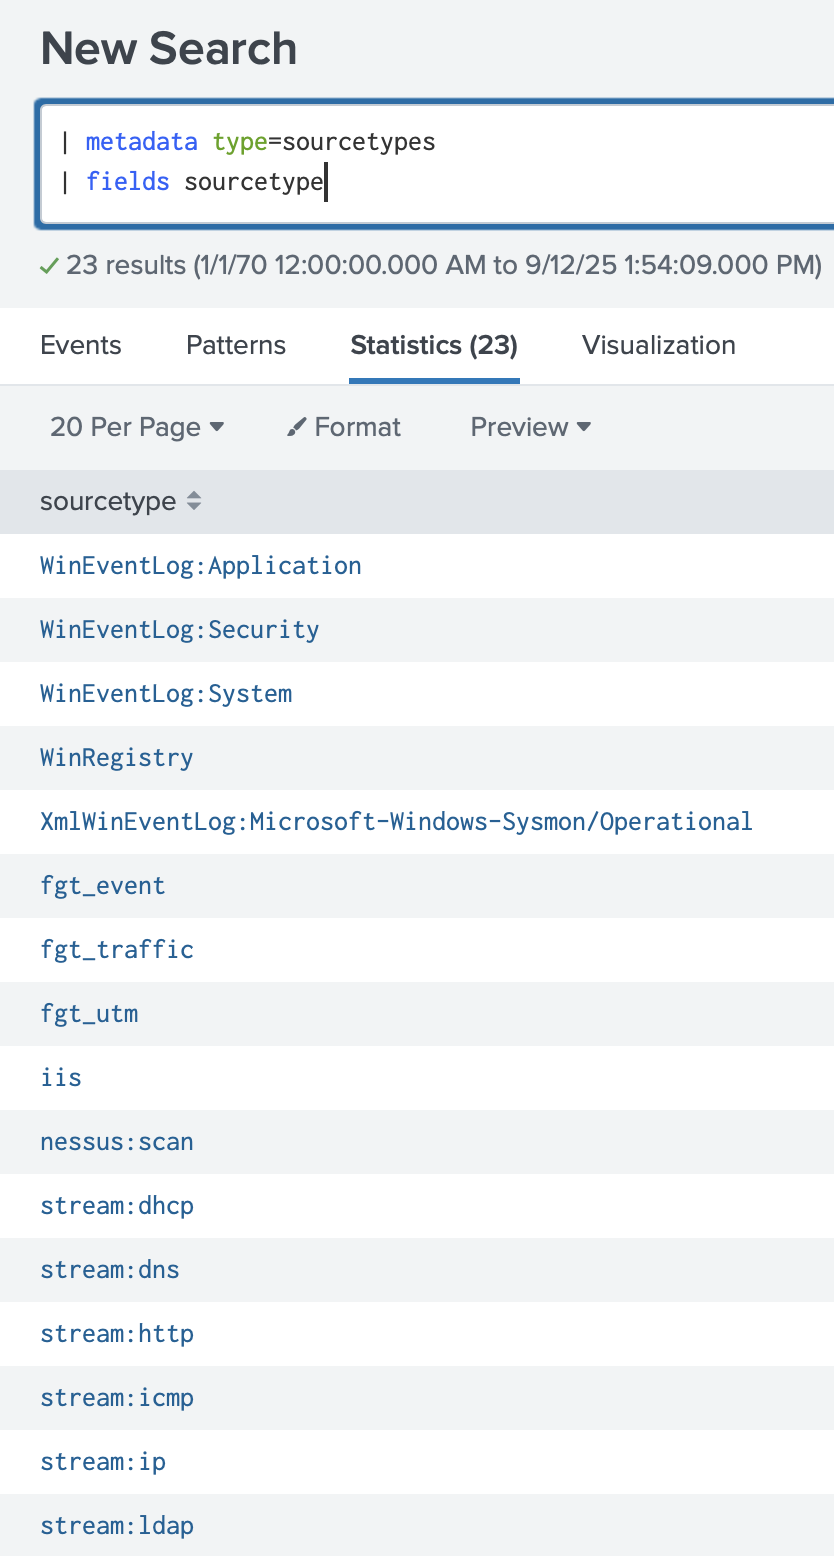 New Search
| metadata type=sourcetypes
| fields sourcetype
23 results (1/1/70 12:00:00.000 AM to 9/12/25 1:54:09.000 PM)
Events Patterns Statistics (23) Visualization
20 Per Page Format Preview
sourcetype
WinEventLog:Application
WinEventLog:Security
WinEventLog:System
WinRegistry
XmlWinEventLog:Microsoft-Windows-Sysmon/Operational
fgt_event
fgt_traffic
fgt_utm
iis
nessus:scan
stream:dhcp
stream:dns
stream:http
stream:icmp
stream:ip
stream:ldap